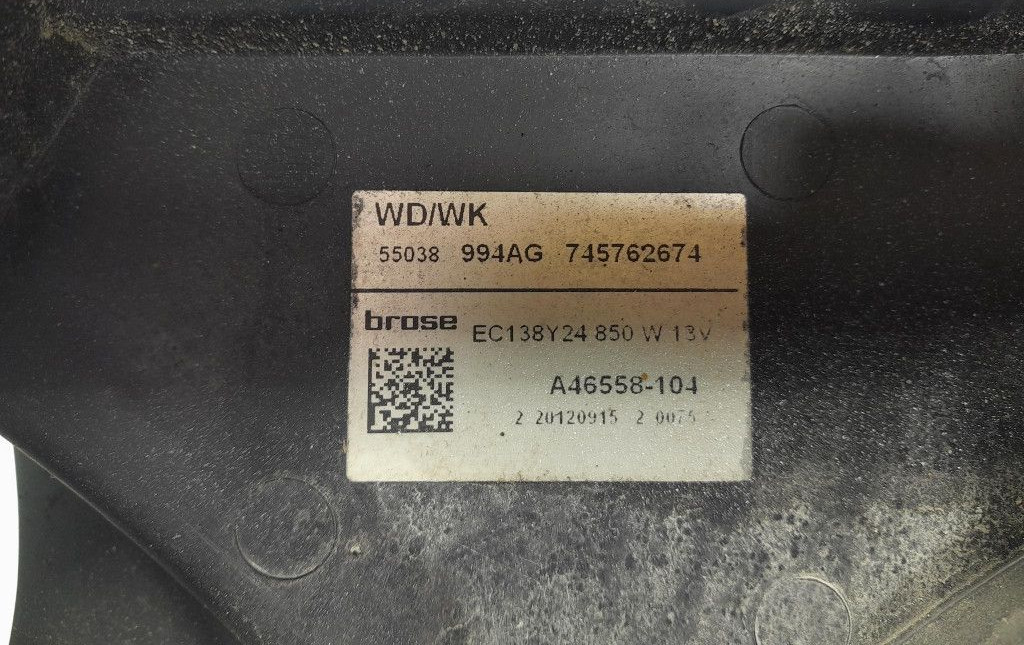 WD/WK
55038 994AG 745762674
brose EC138Y24 850 W 13V
A46558-104
2 20120915 2 0075